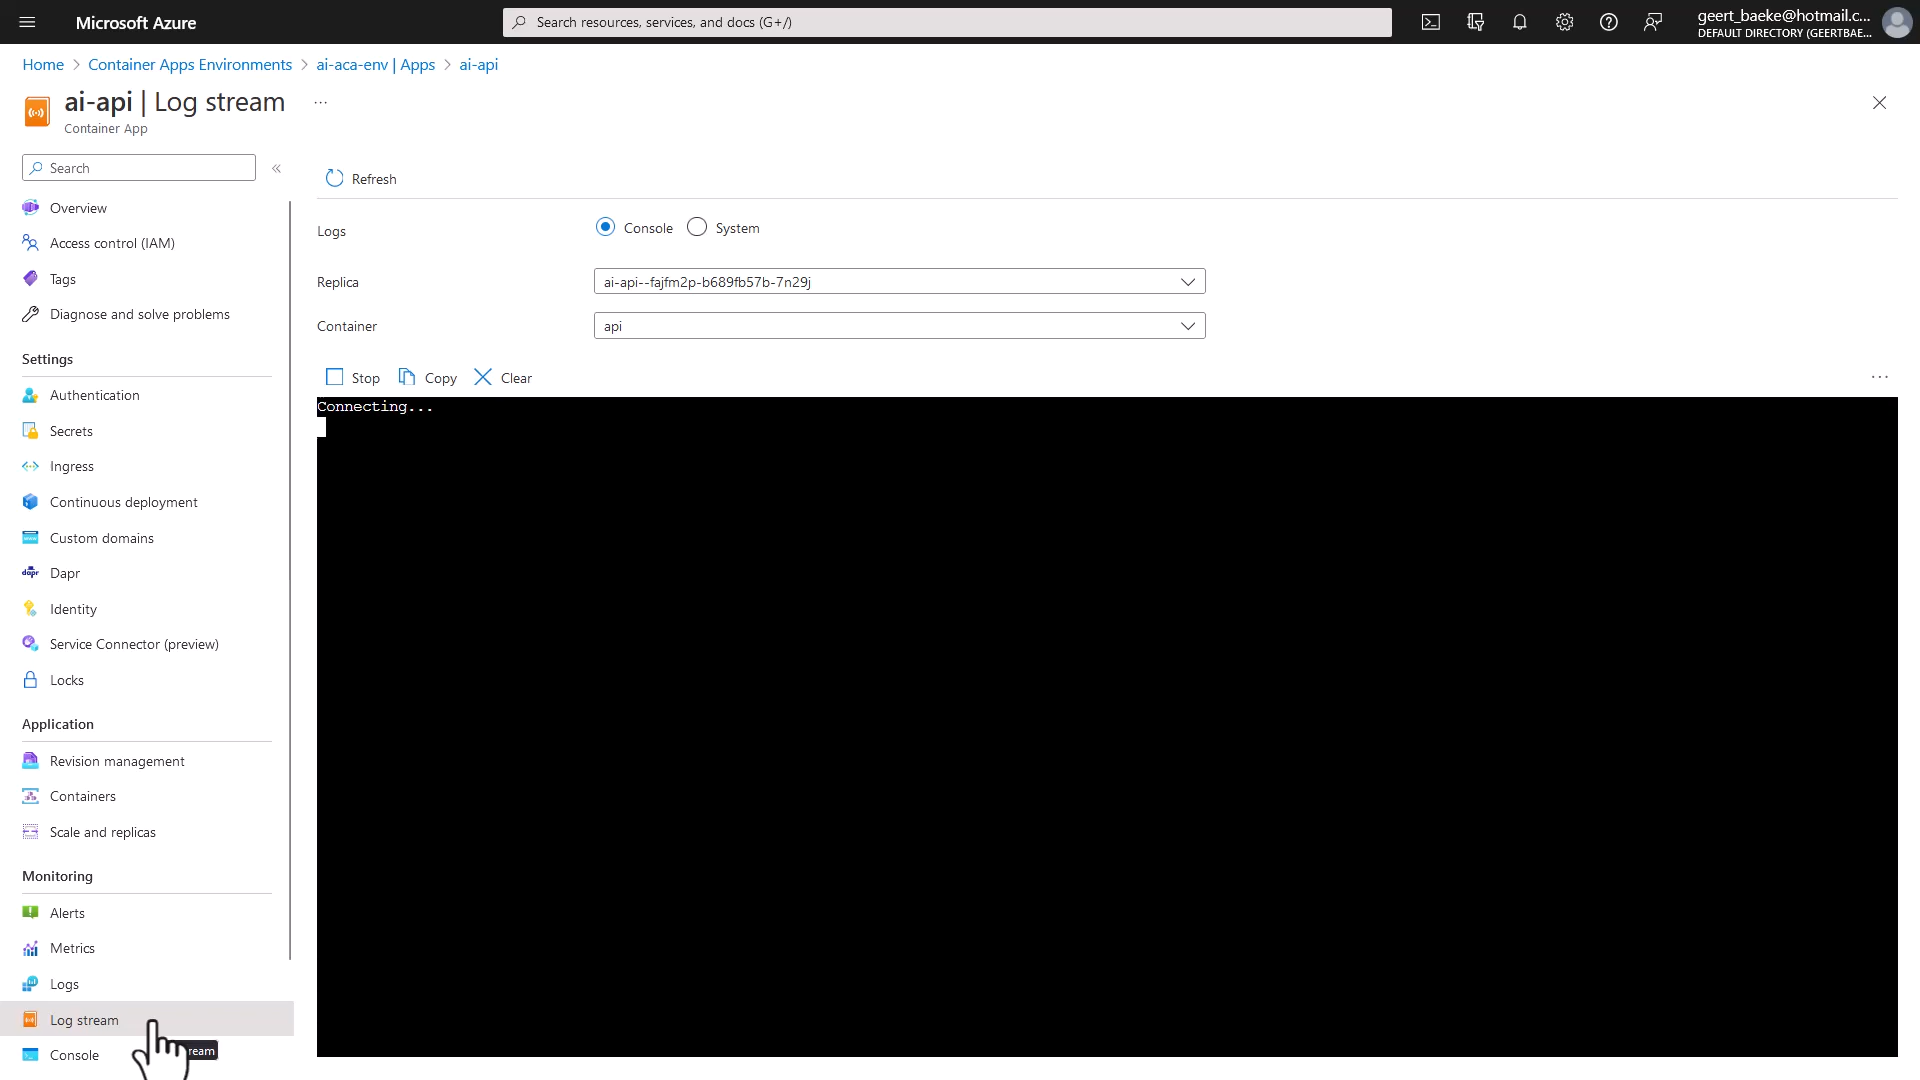 Microsoft Azure
Search resources, services, and docs (G+/)
geert_baeke@hotmail.c...
DEFAULT DIRECTORY (GEERTBAE...
Home > Container Apps Environments > ai-aca-env | Apps > ai-api
ai-api | Log stream ...
Container App
Search
«
Overview
Access control (IAM)
Tags
Diagnose and solve problems
Settings
Authentication
Secrets
Ingress
Continuous deployment
Custom domains
dapr Dapr
Identity
Service Connector (preview)
Locks
Application
Revision management
Containers
Scale and replicas
Monitoring
Alerts
Metrics
Logs
Log stream
ream
Console
Refresh
Logs
Console
System
Replica
ai-api--fajfm2p-b689fb57b-7n29j
Container
api
Stop
Copy
Clear
...
Connecting...